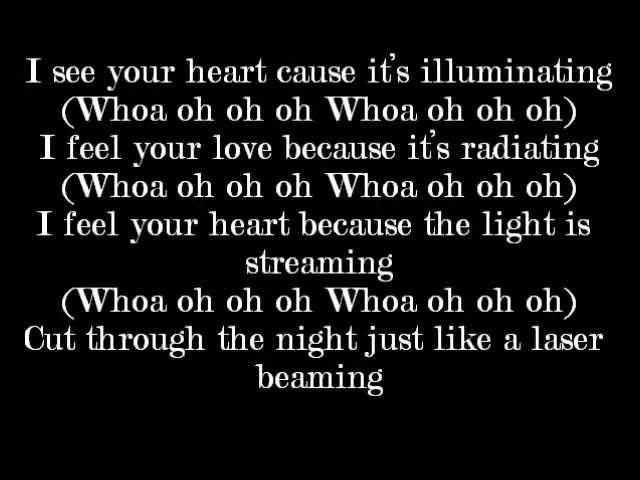 I see your heart cause it's illuminating
(Whoa oh oh oh Whoa oh oh oh)
I feel your love because it's radiating
(Whoa oh oh oh Whoa oh oh oh)
I feel your heart because the light is
streaming
(Whoa oh oh oh Whoa oh oh oh)
Cut through the night just like a laser
beaming